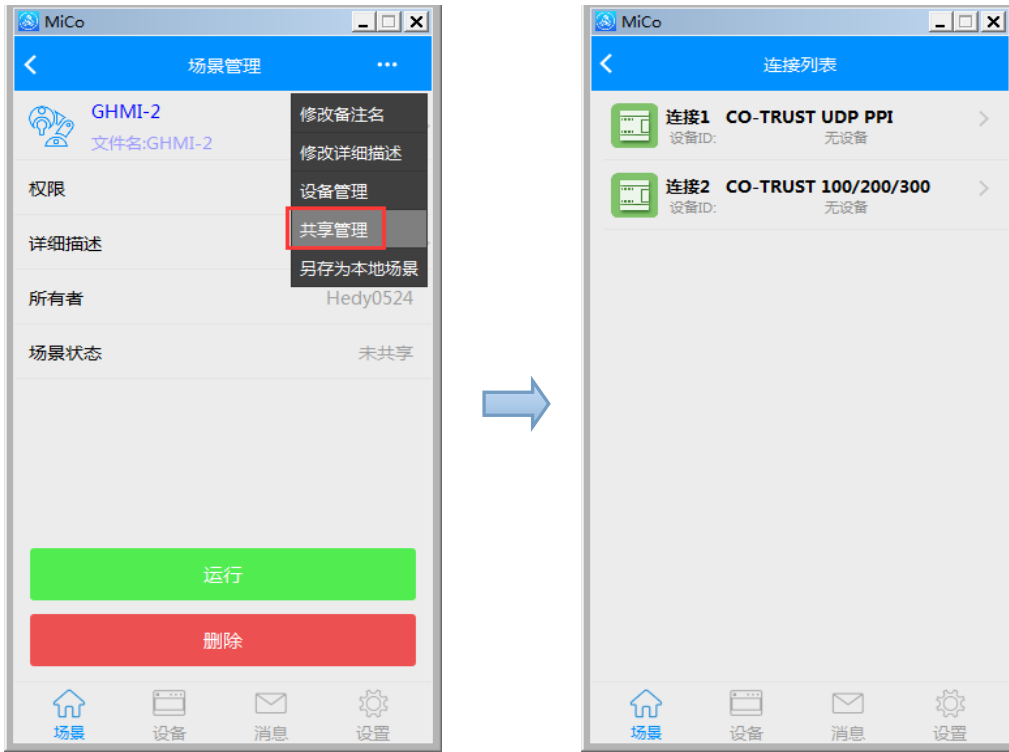 MiCo
场景管理
GHMI-2
文件名:GHMI-2
修改备注名
修改详细描述
设备管理
共享管理
另存为本地场景
权限
详细描述
所有者
Hedy0524
场景状态
未共享
运行
删除
场景
设备
消息
设置
MiCo
连接列表
连接1 CO-TRUST UDP PPI
设备ID: 无设备
连接2 CO-TRUST 100/200/300
设备ID: 无设备
场景
设备
消息
设置